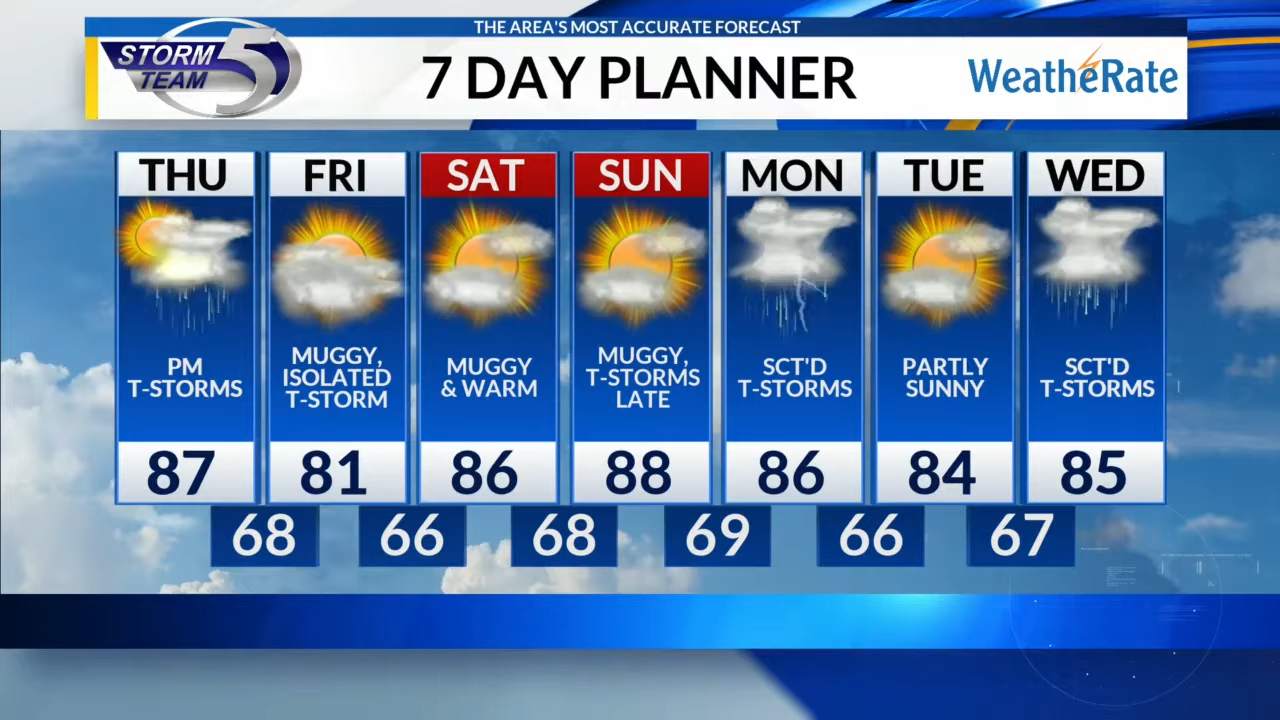 THE AREA'S MOST ACCURATE FORECAST
STORM
TEAM
5
7 DAY PLANNER
WeatheRate
THU
FRI
SAT
SUN
MON
TUE
WED
PM
T-STORMS
MUGGY,
ISOLATED
T-STORM
MUGGY
& WARM
MUGGY,
T-STORMS
LATE
SCT'D
T-STORMS
PARTLY
SUNNY
SCT'D
T-STORMS
87
81
86
88
86
84
85
68
66
68
69
66
67